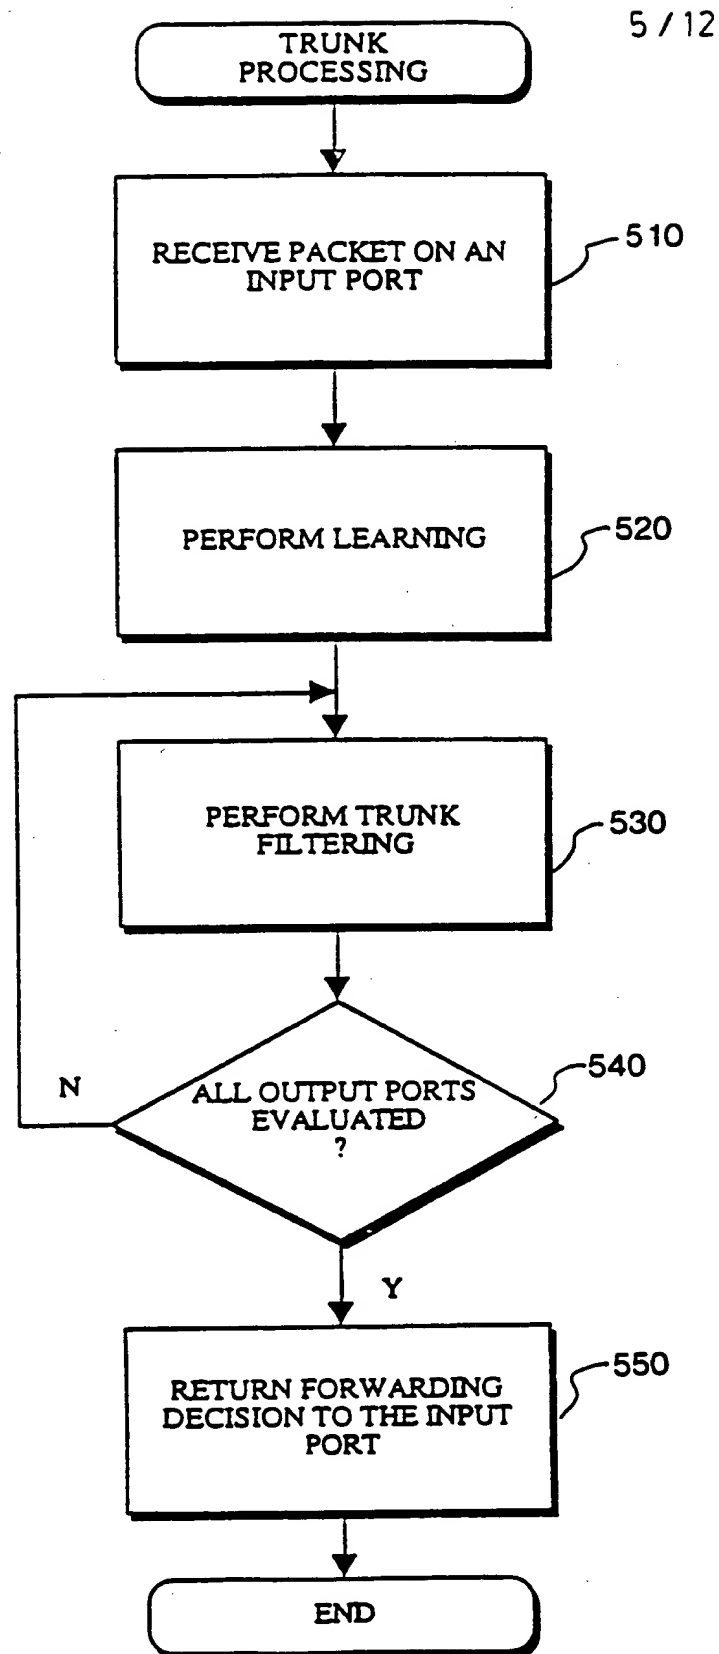 5 / 12
TRUNK
PROCESSING
RECEIVE PACKET ON AN
INPUT PORT
510
PERFORM LEARNING
520
PERFORM TRUNK
FILTERING
530
ALL OUTPUT PORTS
EVALUATED
?
540
N
Y
RETURN FORWARDING
DECISION TO THE INPUT
PORT
550
END